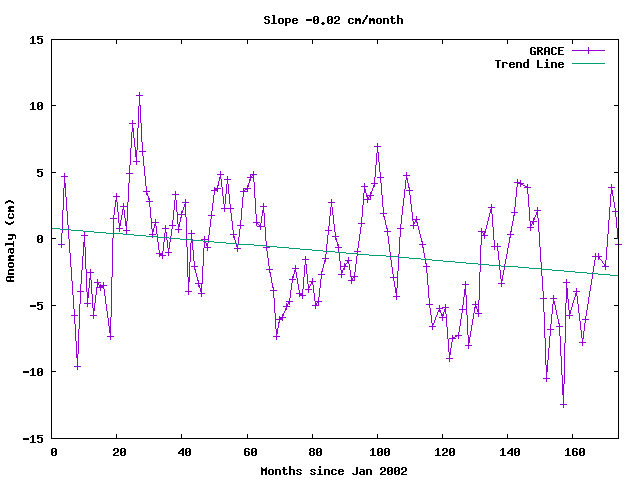 Slope -0.02 cm/month
GRACE
Trend Line
15
10
5
0
-5
-10
-15
Anomaly (cm)
0 20 40 60 80 100 120 140 160
Months since Jan 2002